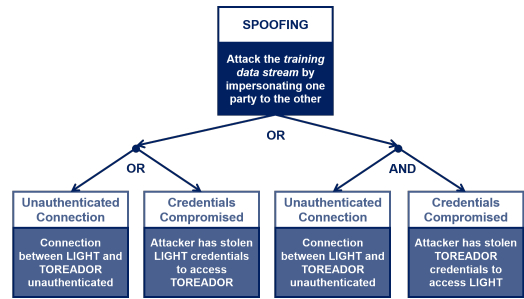 SPOOFING
Attack the training
data stream by
impersonating one
party to the other
OR
OR
AND
Unauthenticated
Connection
Connection
between LIGHT and
TOREADOR
unauthenticated
Credentials
Compromised
Attacker has stolen
LIGHT credentials
to access
TOREADOR
Unauthenticated
Connection
Connection
between LIGHT and
TOREADOR
unauthenticated
Credentials
Compromised
Attacker has stolen
TOREADOR
credentials to
access LIGHT